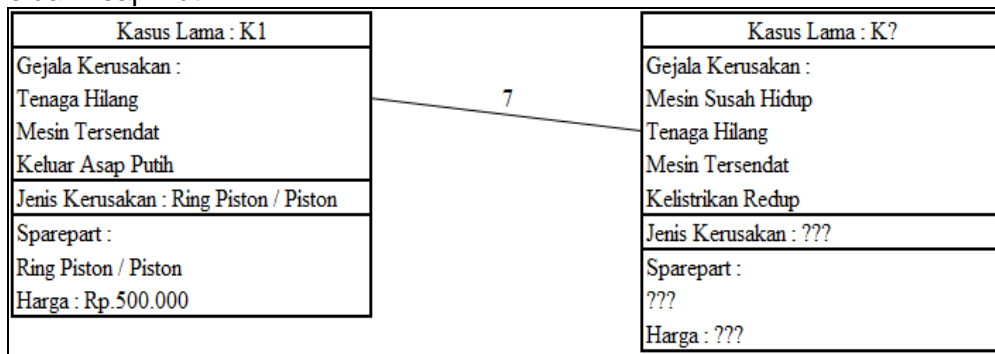 Kasus Lama : K1
Gejala Kerusakan :
Tenaga Hilang
Mesin Tersendat
Keluar Asap Putih
Jenis Kerusakan : Ring Piston / Piston
Sparepart :
Ring Piston / Piston
Harga : Rp.500.000
7
Kasus Lama : K?
Gejala Kerusakan :
Mesin Susah Hidup
Tenaga Hilang
Mesin Tersendat
Kelistrikan Redup
Jenis Kerusakan : ???
Sparepart :
???
Harga : ???